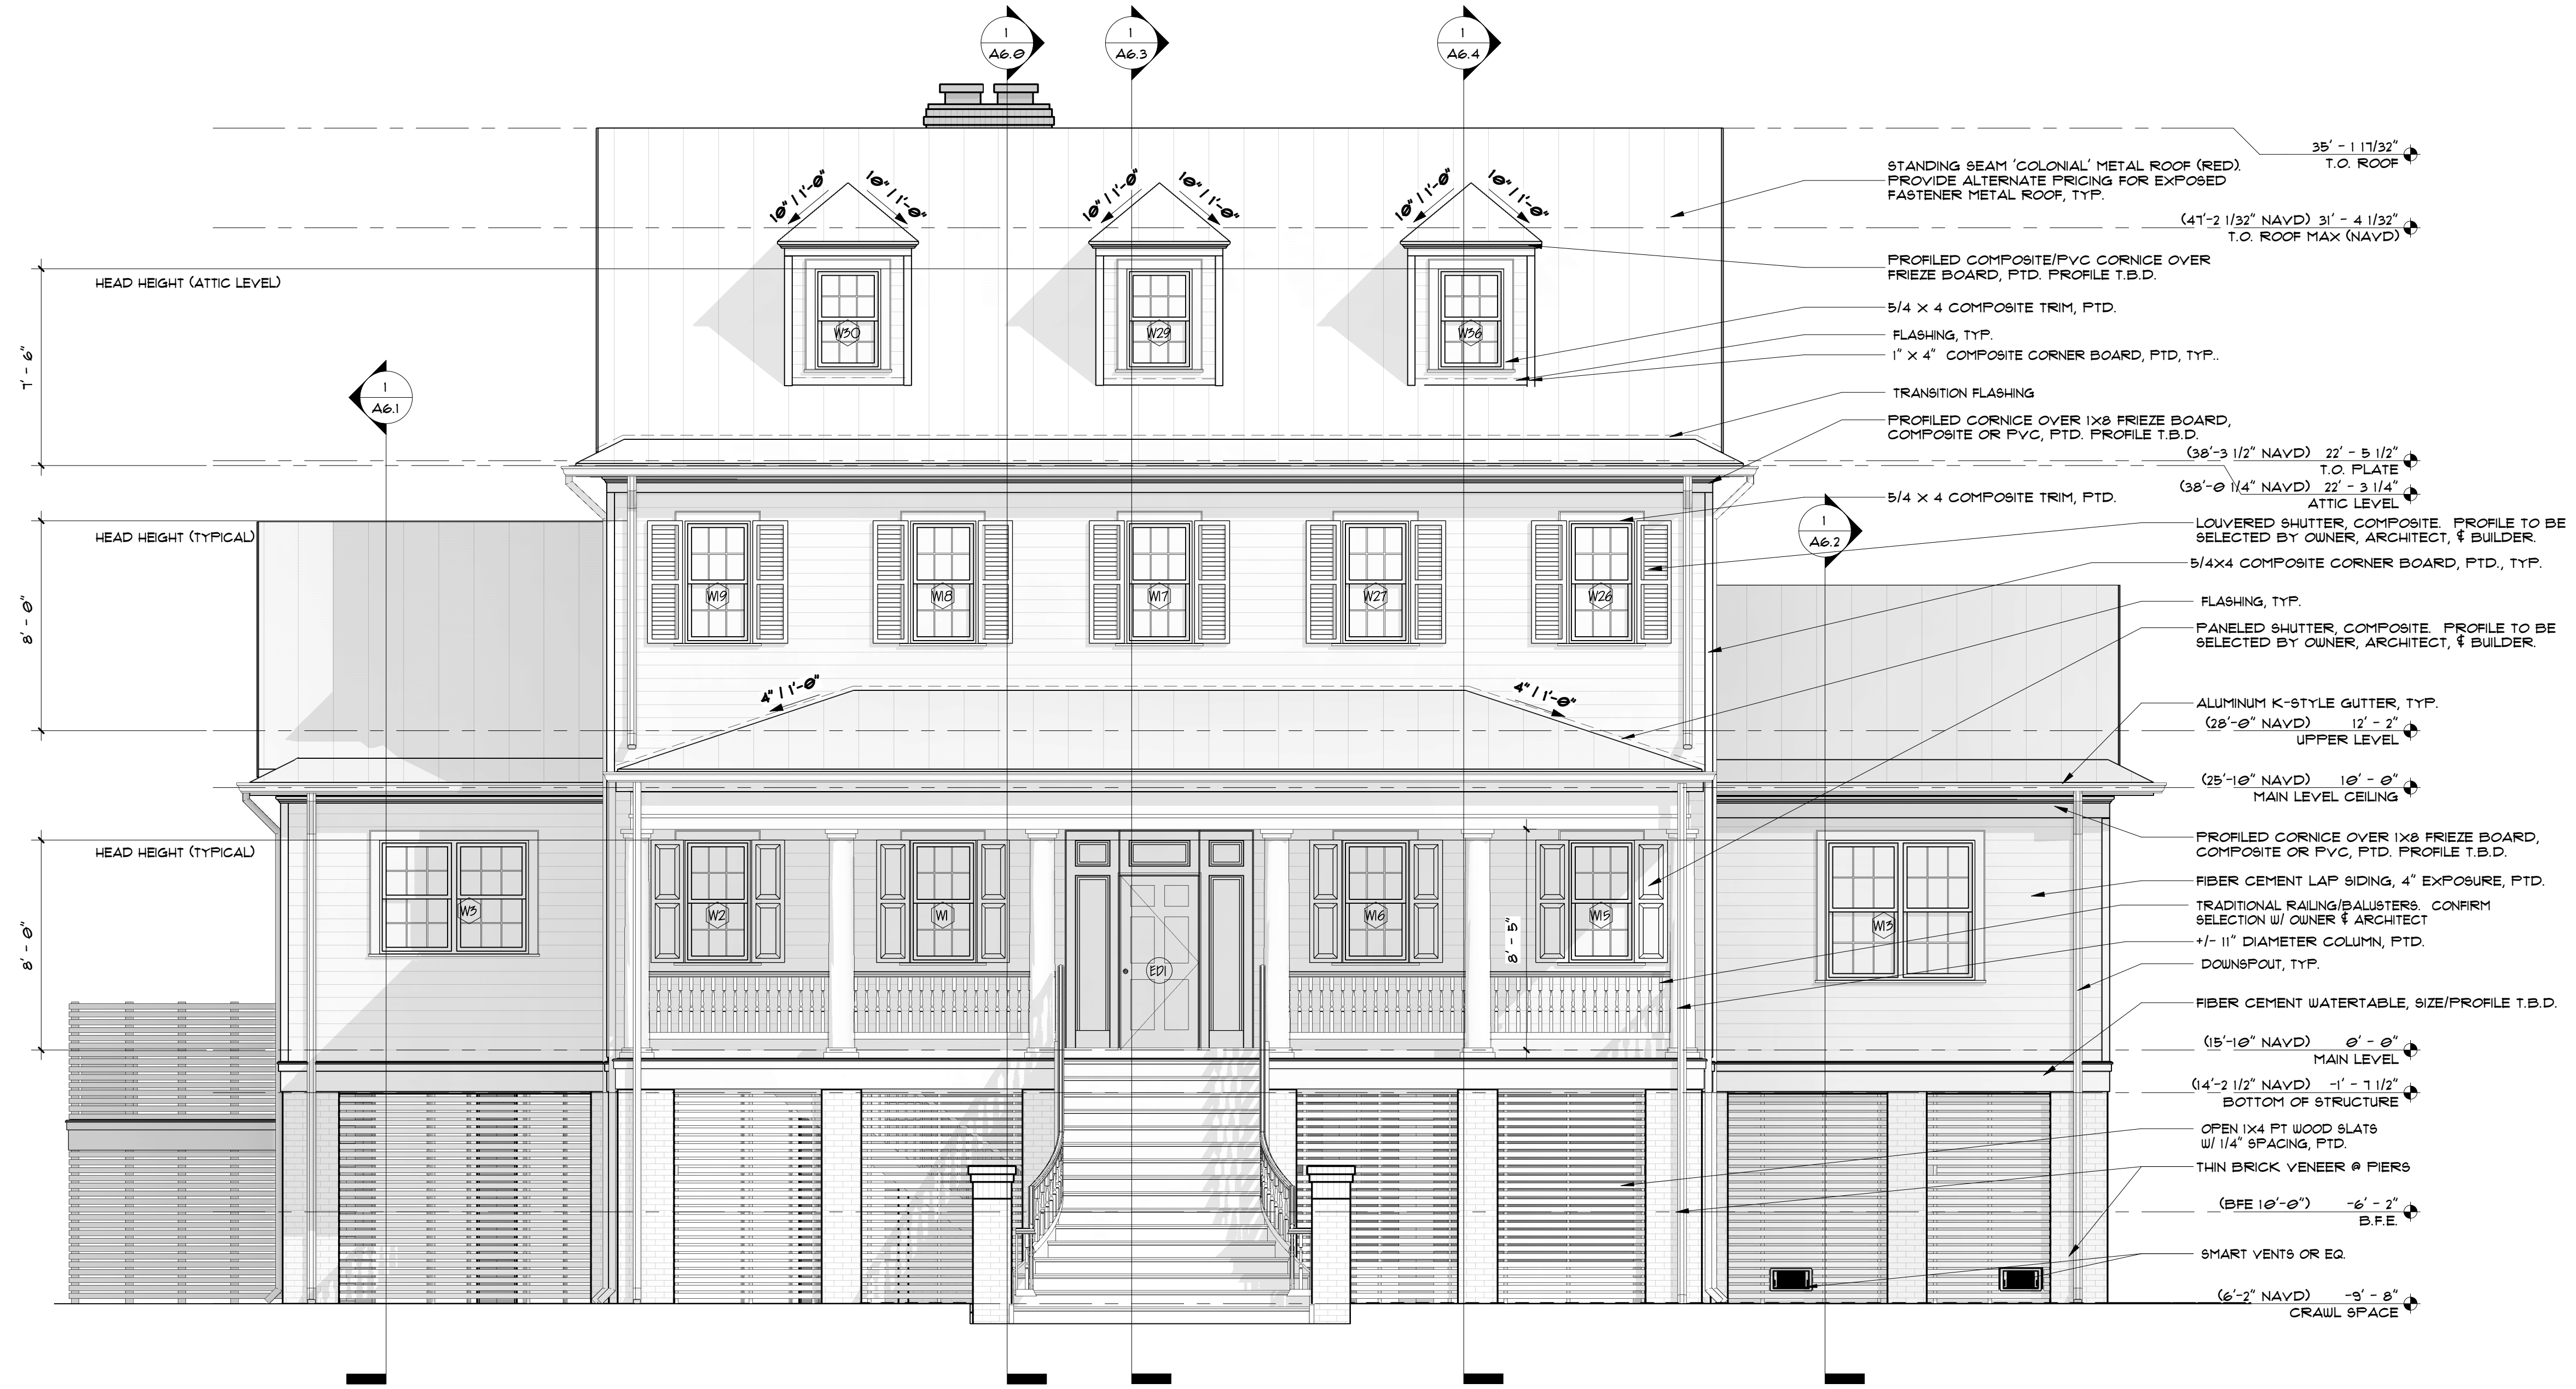 1
A6.0
1
A6.3
1
A6.4
35' - 1 17/32"
T.O. ROOF
STANDING SEAM 'COLONIAL' METAL ROOF (RED).
PROVIDE ALTERNATE PRICING FOR EXPOSED
FASTENER METAL ROOF, TYP.
10" / 1'-0"
10" / 1'-0"
10" / 1'-0"
10" / 1'-0"
10" / 1'-0"
10" / 1'-0"
(47'-2 1/32" NAVD) 31' - 4 1/32"
T.O. ROOF MAX (NAVD)
PROFILED COMPOSITE/PVC CORNICE OVER
FRIEZE BOARD, PTD. PROFILE T.B.D.
HEAD HEIGHT (ATTIC LEVEL)
5/4 X 4 COMPOSITE TRIM, PTD.
W30
W29
W36
FLASHING, TYP.
1" X 4" COMPOSITE CORNER BOARD, PTD, TYP..
7' - 6"
1
A6.1
TRANSITION FLASHING
PROFILED CORNICE OVER 1X8 FRIEZE BOARD,
COMPOSITE OR PVC, PTD. PROFILE T.B.D.
(38'-3 1/2" NAVD) 22' - 5 1/2"
T.O. PLATE
(38'-0 1/4" NAVD) 22' - 3 1/4"
ATTIC LEVEL
5/4 X 4 COMPOSITE TRIM, PTD.
1
A6.2
LOUVERED SHUTTER, COMPOSITE. PROFILE TO BE
SELECTED BY OWNER, ARCHITECT, & BUILDER.
HEAD HEIGHT (TYPICAL)
5/4X4 COMPOSITE CORNER BOARD, PTD., TYP.
W19
W18
W17
W27
W26
FLASHING, TYP.
8' - 0"
PANELED SHUTTER, COMPOSITE. PROFILE TO BE
SELECTED BY OWNER, ARCHITECT, & BUILDER.
4" / 1'-0"
4" / 1'-0"
ALUMINUM K-STYLE GUTTER, TYP.
(28'-0" NAVD) 12' - 2"
UPPER LEVEL
(25'-10" NAVD) 10' - 0"
MAIN LEVEL CEILING
PROFILED CORNICE OVER 1X8 FRIEZE BOARD,
COMPOSITE OR PVC, PTD. PROFILE T.B.D.
HEAD HEIGHT (TYPICAL)
FIBER CEMENT LAP SIDING, 4" EXPOSURE, PTD.
TRADITIONAL RAILING/BALUSTERS. CONFIRM
SELECTION W/ OWNER & ARCHITECT
W3
W2
W1
W16
W15
W13
8' - 0"
8' - 5"
+/- 11" DIAMETER COLUMN, PTD.
DOWNSPOUT, TYP.
ED1
FIBER CEMENT WATERTABLE, SIZE/PROFILE T.B.D.
(15'-10" NAVD) 0' - 0"
MAIN LEVEL
(14'-2 1/2" NAVD) -1' - 7 1/2"
BOTTOM OF STRUCTURE
OPEN 1X4 PT WOOD SLATS
W/ 1/4" SPACING, PTD.
THIN BRICK VENEER @ PIERS
(BFE 10'-0") -6' - 2"
B.F.E.
SMART VENTS OR EQ.
(6'-2" NAVD) -9' - 8"
CRAWL SPACE